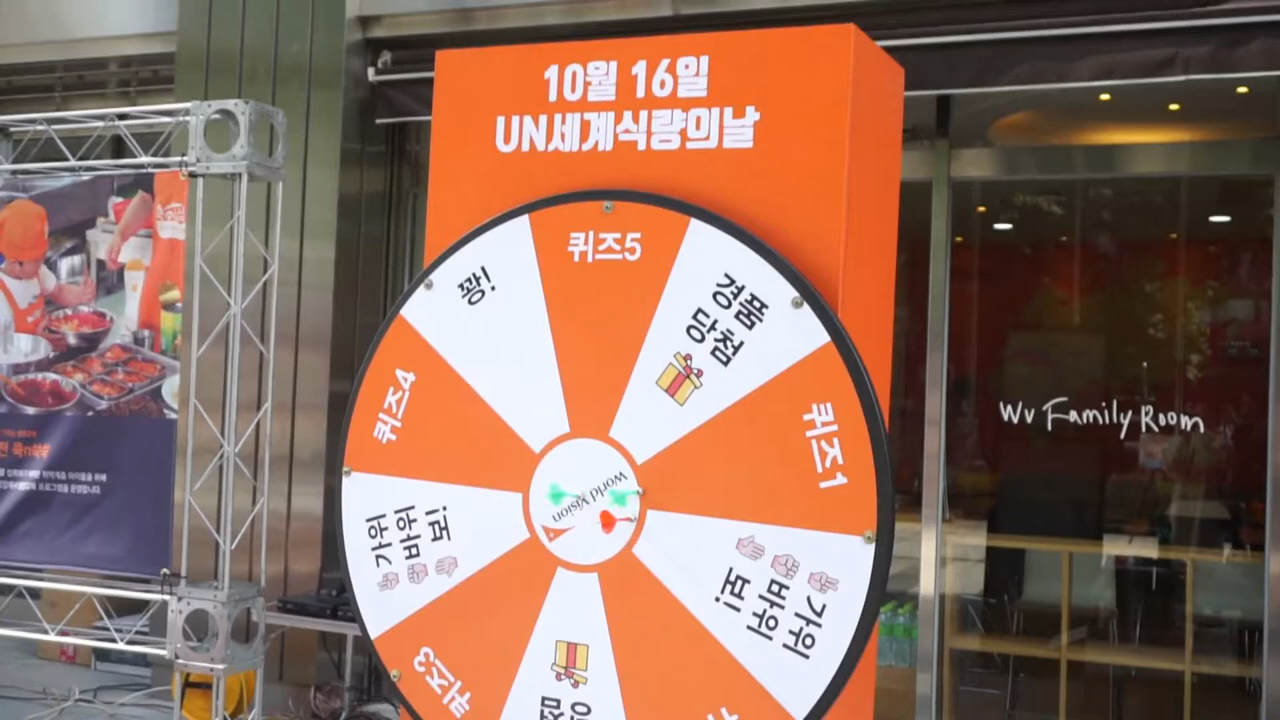 10월 16일
UN세계식량의날
퀴즈5
꽝!
경품
당첨
퀴즈4
퀴즈1
World Vision
Wv Family Room
가위
바위
보!
가위
바위
보!
퀴즈3